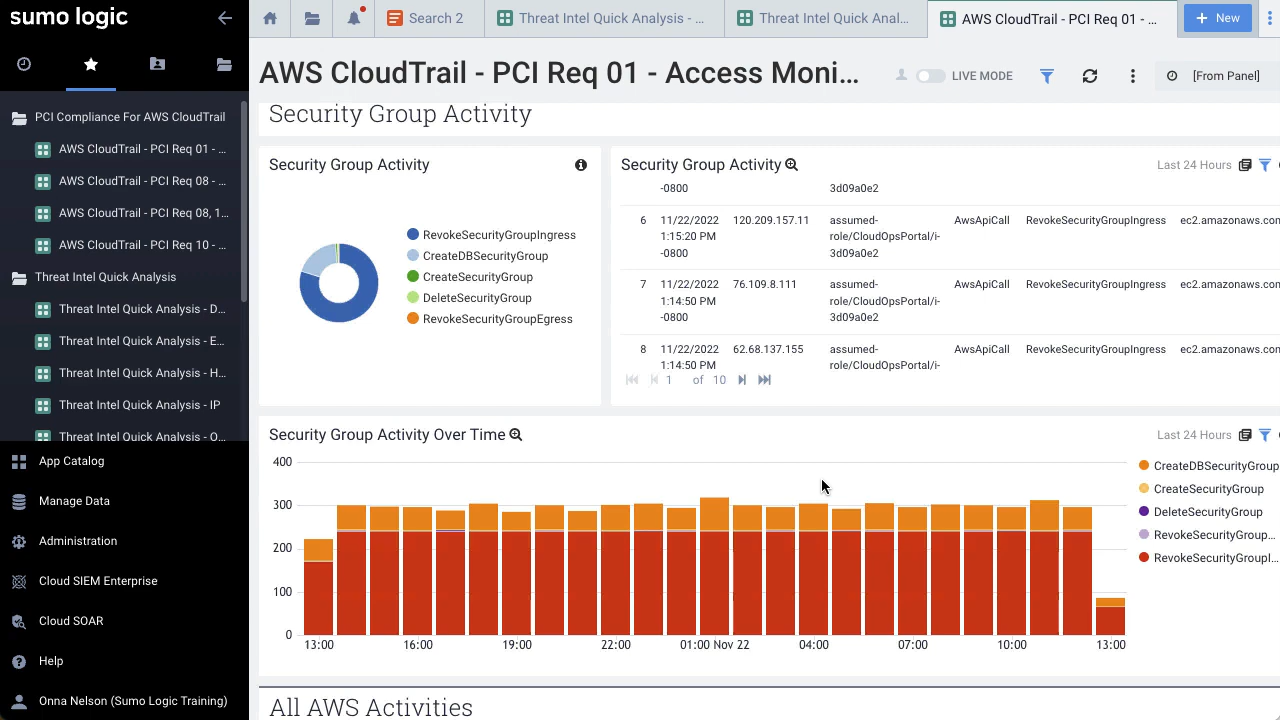 sumo logic
Search 2
Threat Intel Quick Analysis - ...
Threat Intel Quick Anal...
AWS CloudTrail - PCI Req 01 - ...
+ New
AWS CloudTrail - PCI Req 01 - Access Moni...
LIVE MODE
[From Panel]
PCI Compliance For AWS CloudTrail
AWS CloudTrail - PCI Req 01 - ...
AWS CloudTrail - PCI Req 08 - ...
AWS CloudTrail - PCI Req 08, 1...
AWS CloudTrail - PCI Req 10 - ...
Threat Intel Quick Analysis
Threat Intel Quick Analysis - D...
Threat Intel Quick Analysis - E...
Threat Intel Quick Analysis - H...
Threat Intel Quick Analysis - IP
Threat Intel Quick Analysis - O...
App Catalog
Manage Data
Administration
Cloud SIEM Enterprise
Cloud SOAR
Help
Onna Nelson (Sumo Logic Training)
Security Group Activity
Security Group Activity
RevokeSecurityGroupIngress
CreateDBSecurityGroup
CreateSecurityGroup
DeleteSecurityGroup
RevokeSecurityGroupEgress
Security Group Activity
Last 24 Hours
-0800 3d09a0e2
6 11/22/2022 120.209.157.11 assumed- AwsApiCall RevokeSecurityGroupIngress ec2.amazonaws.com
1:15:20 PM role/CloudOpsPortal/i-
-0800 3d09a0e2
7 11/22/2022 76.109.8.111 assumed- AwsApiCall RevokeSecurityGroupIngress ec2.amazonaws.com
1:14:50 PM role/CloudOpsPortal/i-
-0800 3d09a0e2
8 11/22/2022 62.68.137.155 assumed- AwsApiCall RevokeSecurityGroupIngress ec2.amazonaws.com
1:14:50 PM role/CloudOpsPortal/i-
1 of 10
Security Group Activity Over Time
Last 24 Hours
400
300
200
100
0
13:00 16:00 19:00 22:00 01:00 Nov 22 04:00 07:00 10:00 13:00
CreateDBSecurityGroup
CreateSecurityGroup
DeleteSecurityGroup
RevokeSecurityGroup...
RevokeSecurityGroupI...
All AWS Activities